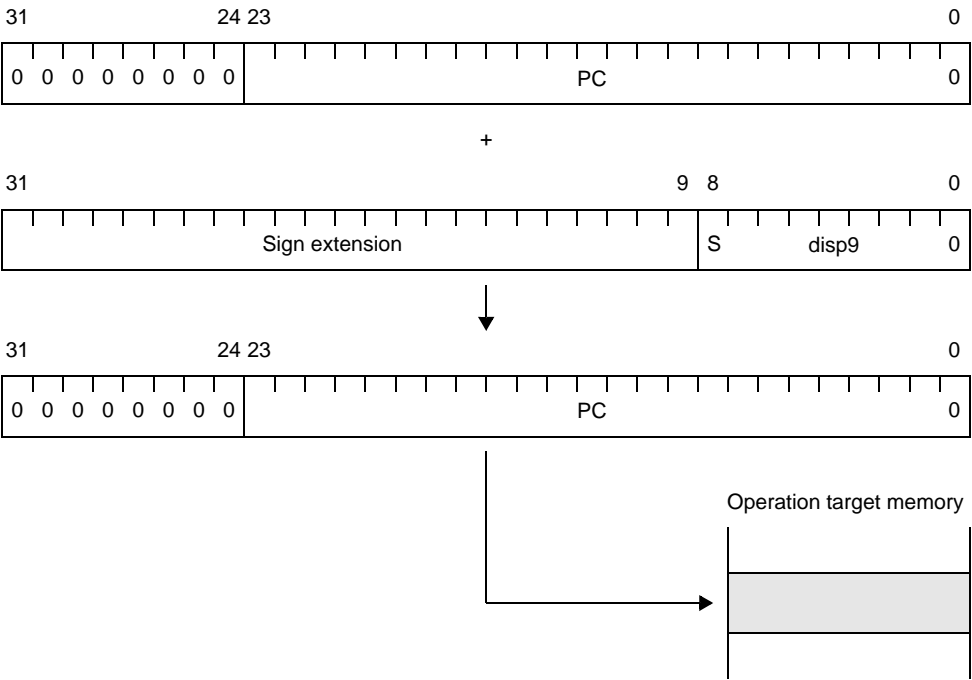 31 24 23 0
0 0 0 0 0 0 0 0 PC 0
+
31 9 8 0
Sign extension S disp9 0
31 24 23 0
0 0 0 0 0 0 0 0 PC 0
Operation target memory